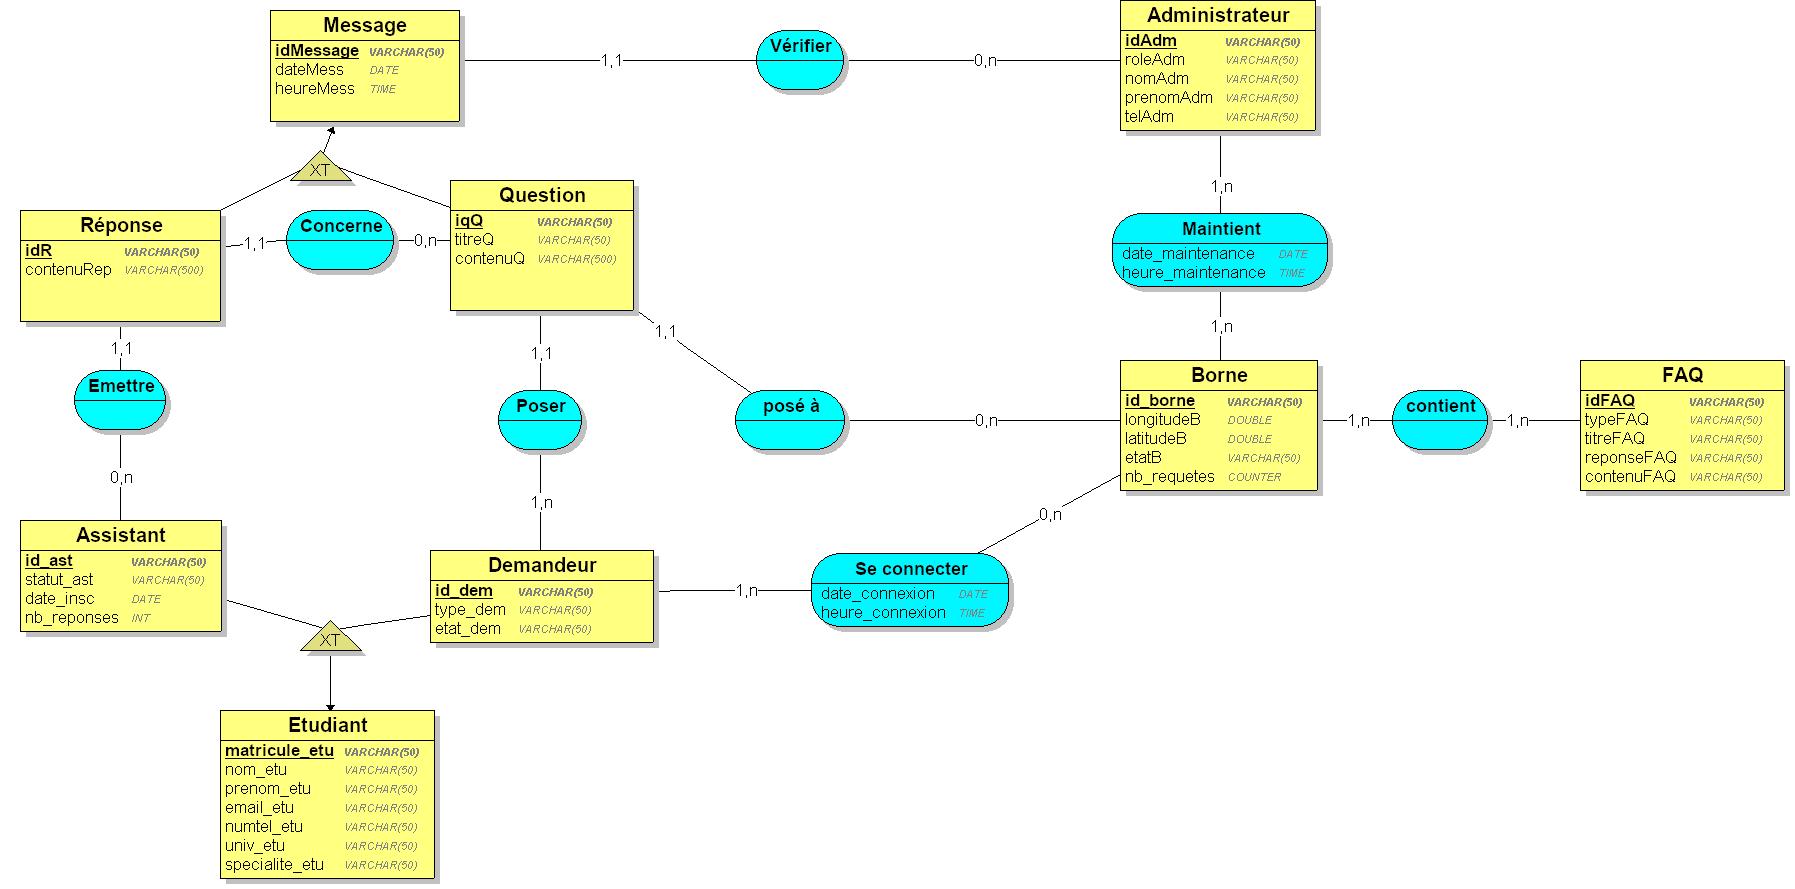 Message
idMessage VARCHAR(50)
dateMess DATE
heureMess TIME
1,1
Vérifier
0,n
Administrateur
idAdm VARCHAR(50)
roleAdm VARCHAR(50)
nomAdm VARCHAR(50)
prenomAdm VARCHAR(50)
telAdm VARCHAR(50)
XT
Réponse
idR VARCHAR(50)
contenuRep VARCHAR(500)
1,1
Concerne
0,n
Question
iqQ VARCHAR(50)
titreQ VARCHAR(50)
contenuQ VARCHAR(500)
1,n
Maintient
date_maintenance DATE
heure_maintenance TIME
1,n
1,1
Emettre
0,n
1,1
Poser
1,n
1,1
posé à
0,n
Borne
id_borne VARCHAR(50)
longitudeB DOUBLE
latitudeB DOUBLE
etatB VARCHAR(50)
nb_requetes COUNTER
1,n
contient
1,n
FAQ
idFAQ VARCHAR(50)
typeFAQ VARCHAR(50)
titreFAQ VARCHAR(50)
reponseFAQ VARCHAR(50)
contenuFAQ VARCHAR(50)
Assistant
id_ast VARCHAR(50)
statut_ast VARCHAR(50)
date_insc DATE
nb_reponses INT
XT
Demandeur
id_dem VARCHAR(50)
type_dem VARCHAR(50)
etat_dem VARCHAR(50)
1,n
Se connecter
date_connexion DATE
heure_connexion TIME
0,n
Etudiant
matricule_etu VARCHAR(50)
nom_etu VARCHAR(50)
prenom_etu VARCHAR(50)
email_etu VARCHAR(50)
numtel_etu VARCHAR(50)
univ_etu VARCHAR(50)
specialite_etu VARCHAR(50)